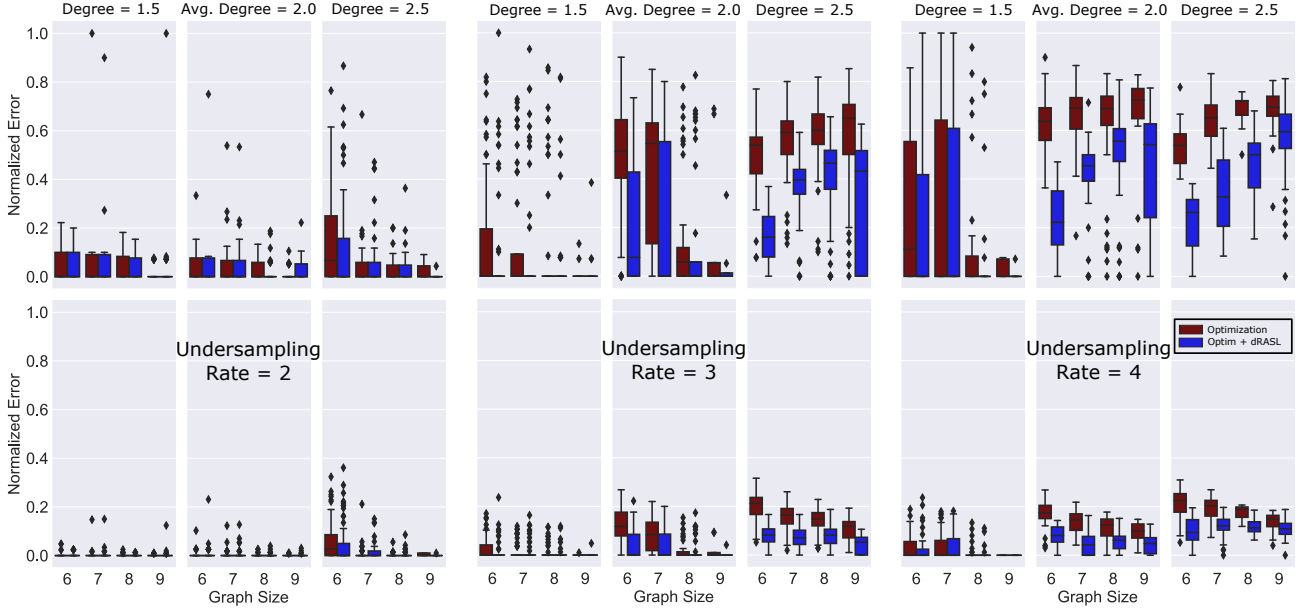 Degree = 1.5 Avg. Degree = 2.0 Degree = 2.5 Degree = 1.5 Avg. Degree = 2.0 Degree = 2.5 Degree = 1.5 Avg. Degree = 2.0 Degree = 2.5
1.0
0.8
0.6
0.4
0.2
0.0
Normalized Error
1.0
0.8
0.6
0.4
0.2
0.0
Normalized Error
Undersampling
Rate = 2
Undersampling
Rate = 3
Undersampling
Rate = 4
Optimization
Optim + dRASL
6 7 8 9 6 7 8 9 6 7 8 9 6 7 8 9 6 7 8 9 6 7 8 9 6 7 8 9 6 7 8 9 6 7 8 9
Graph Size Graph Size Graph Size